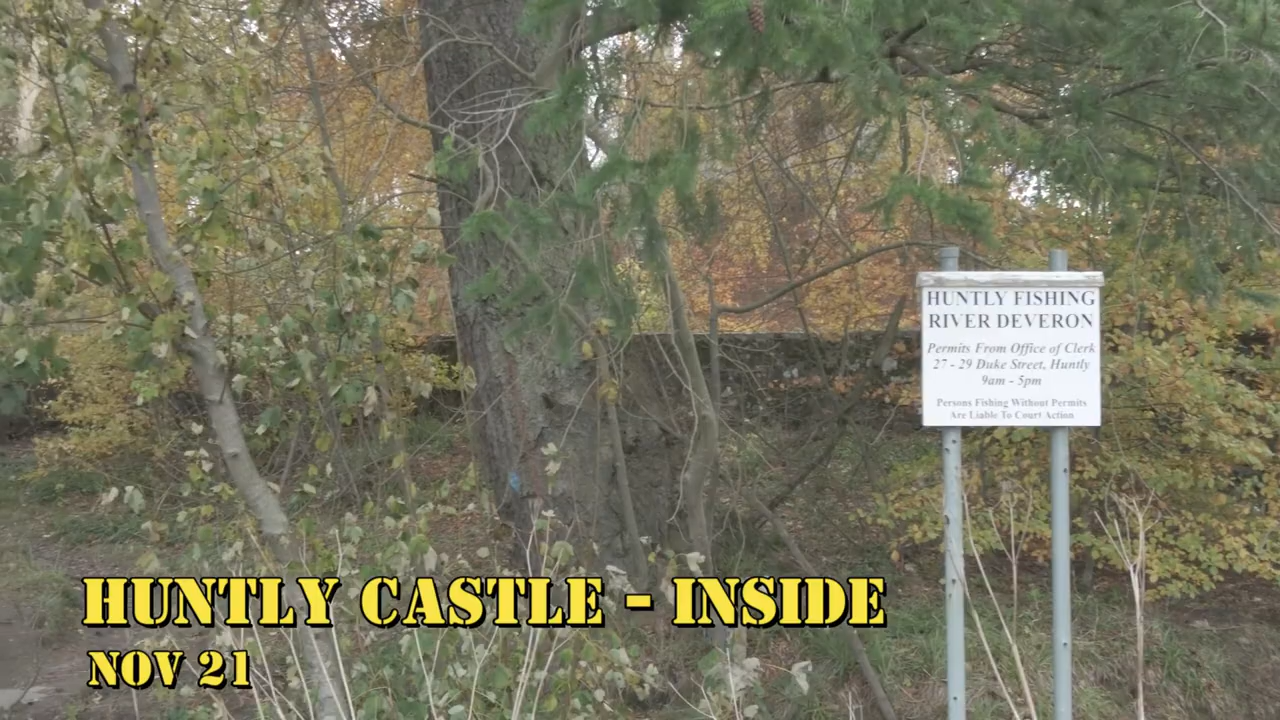 HUNTLY FISHING
RIVER DEVERON
Permits From Office of Clerk
27 - 29 Duke Street, Huntly
9am - 5pm
Persons Fishing Without Permits
Are Liable To Court Action
HUNTLY CASTLE - INSIDE
NOV 21